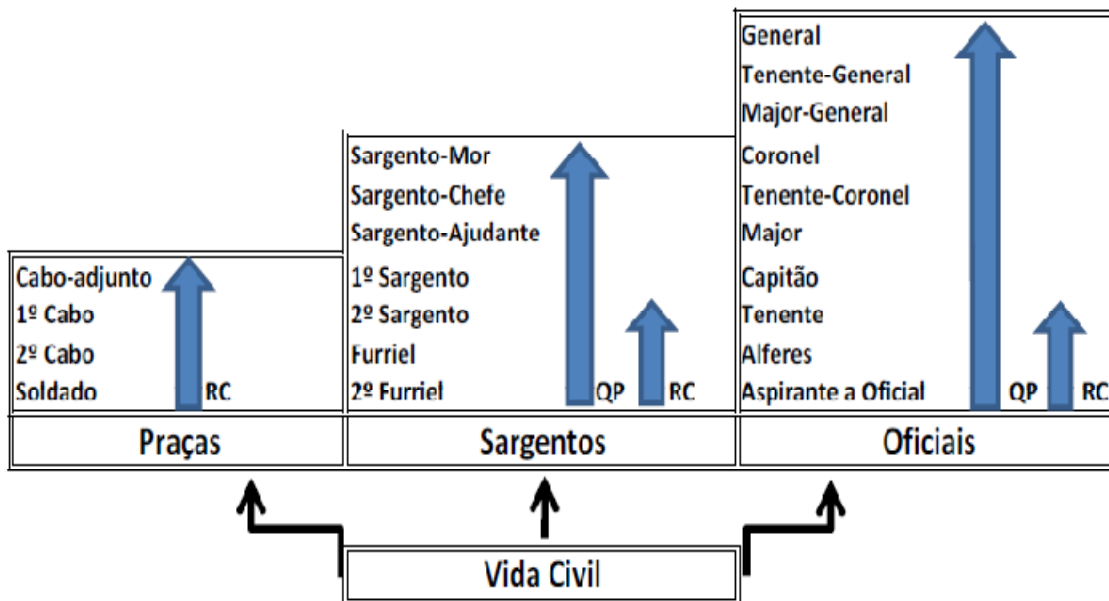 General
Tenente-General
Major-General
Coronel
Tenente-Coronel
Major
Capitão
Tenente
Alferes
Aspirante a Oficial QP RC
Sargento-Mor
Sargento-Chefe
Sargento-Ajudante
1º Sargento
2º Sargento
Furriel
2º Furriel QP RC
Cabo-adjunto
1º Cabo
2º Cabo
Soldado RC
Praças
Sargentos
Oficiais
Vida Civil